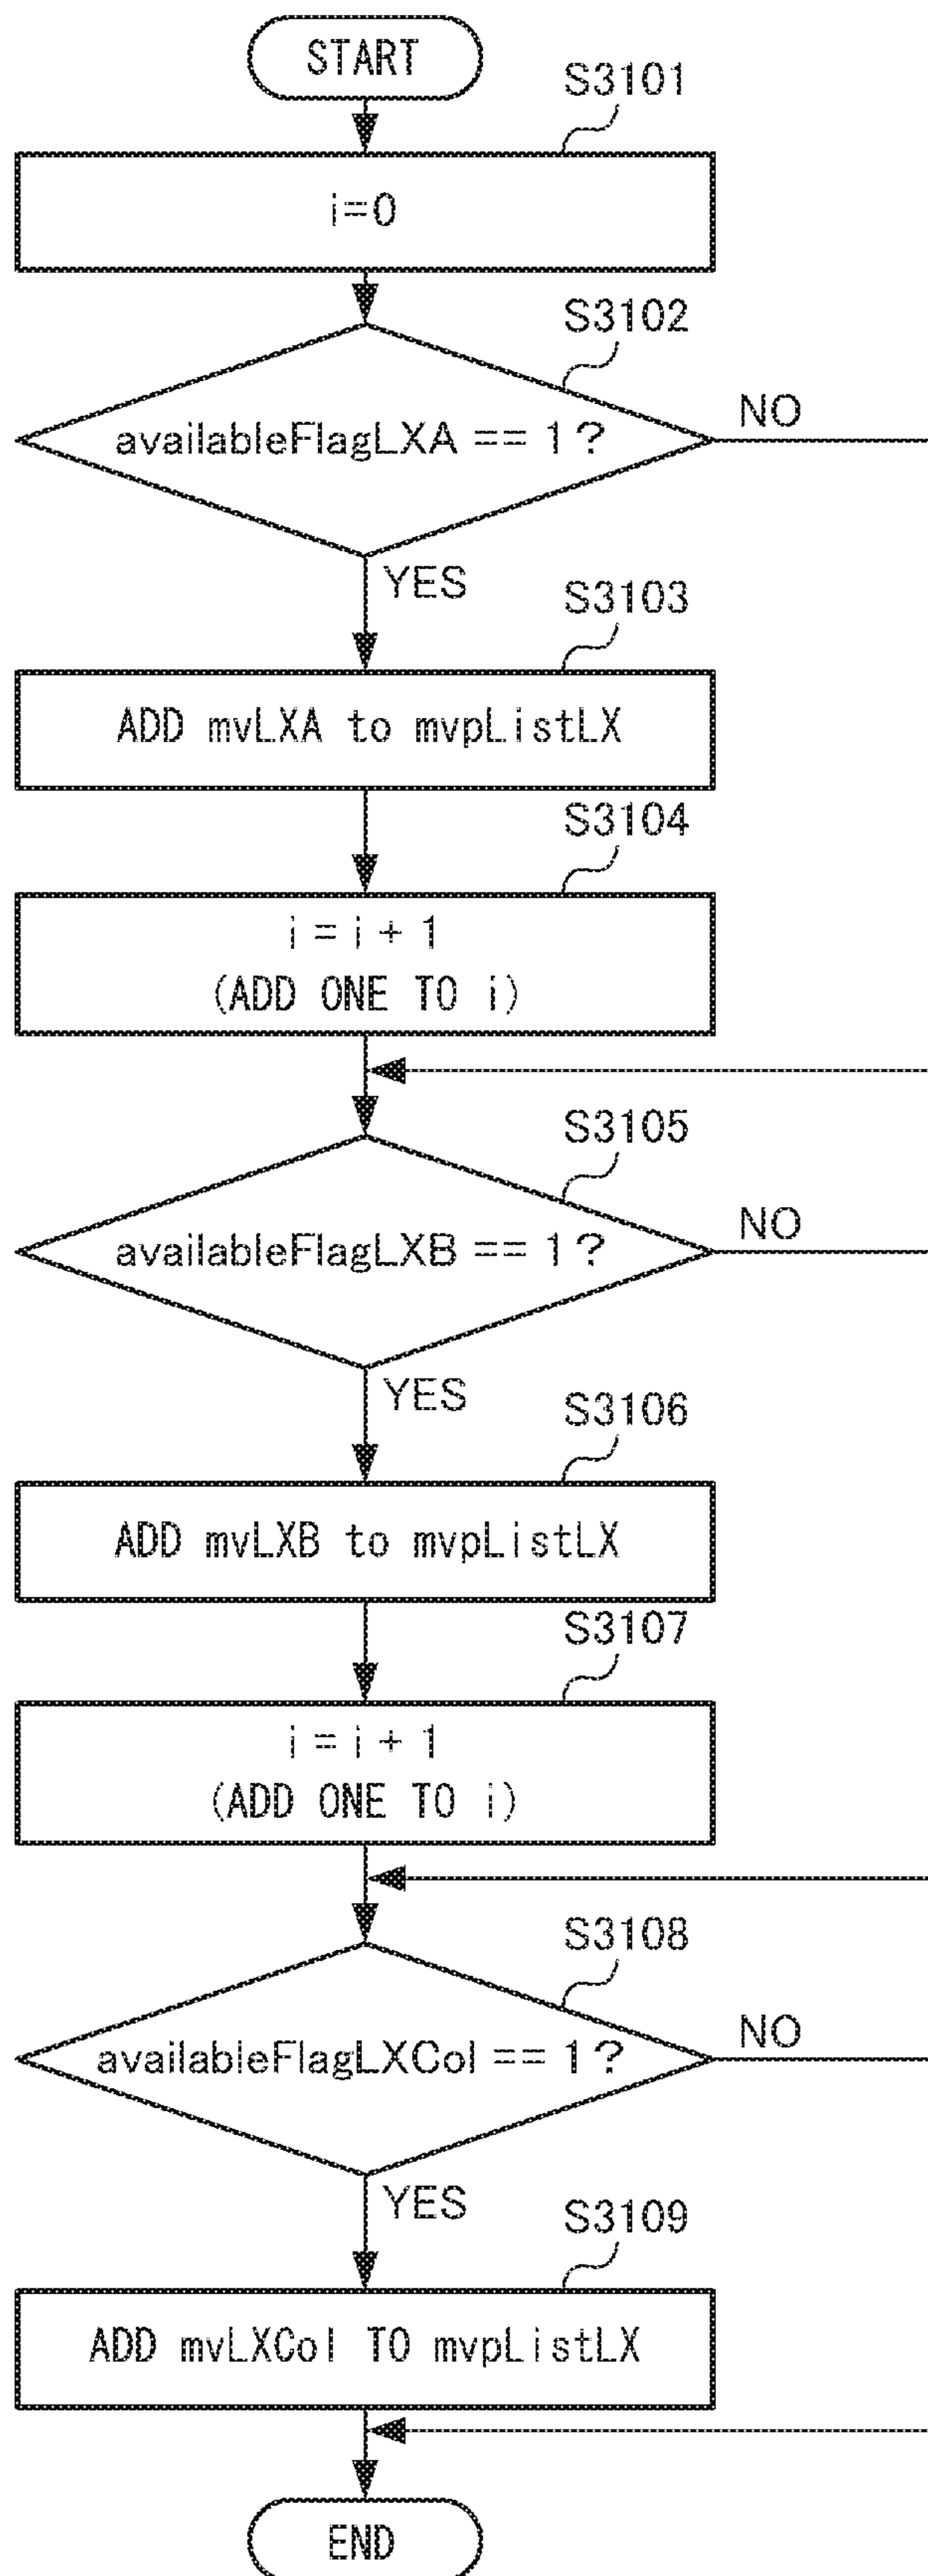 START
S3101
i=0
S3102
availableFlagLXA == 1?
NO
YES
S3103
ADD mvLXA to mvpListLX
S3104
i = i + 1
(ADD ONE TO i)
S3105
availableFlagLXB == 1?
NO
YES
S3106
ADD mvLXB to mvpListLX
S3107
i = i + 1
(ADD ONE TO i)
S3108
availableFlagLXCol == 1?
NO
YES
S3109
ADD mvLXCol TO mvpListLX
END